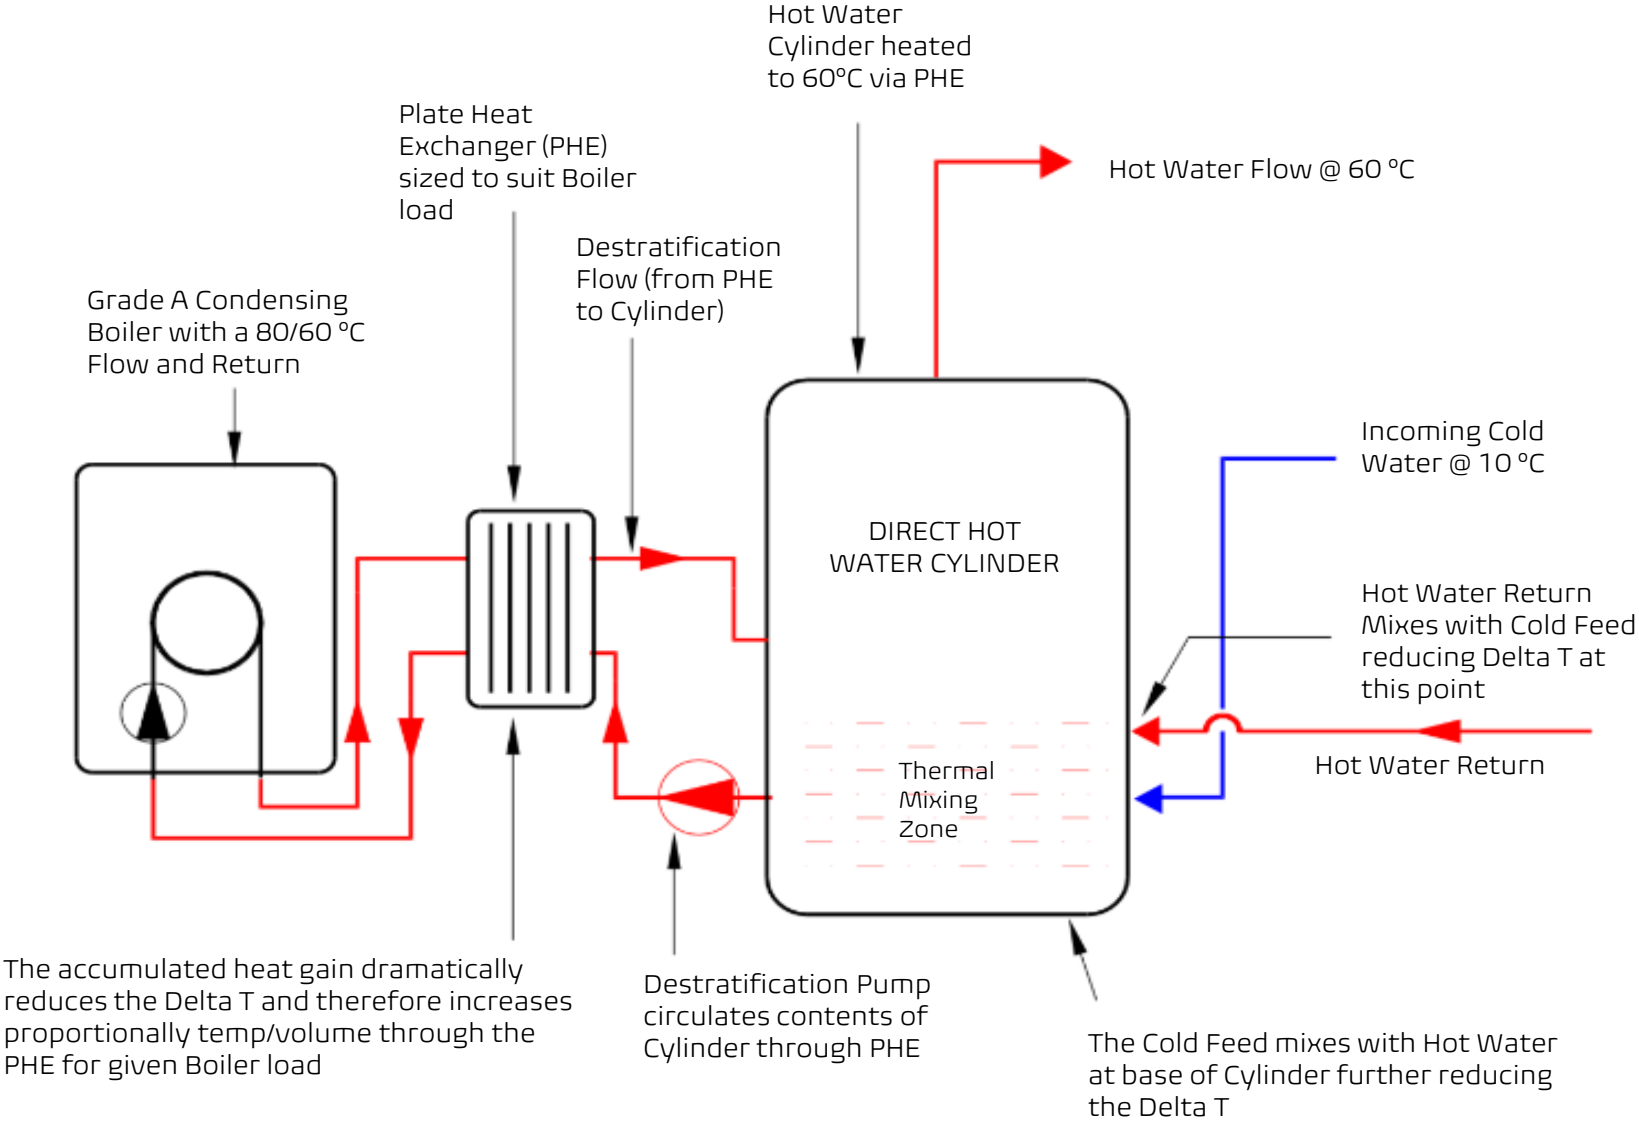 Hot Water
Cylinder heated
to 60ºC via PHE
Plate Heat
Exchanger (PHE)
sized to suit Boiler
load
Hot Water Flow @ 60 ºC
Destratification
Flow (from PHE
to Cylinder)
Grade A Condensing
Boiler with a 80/60 ºC
Flow and Return
Incoming Cold
Water @ 10 ºC
DIRECT HOT
WATER CYLINDER
Hot Water Return
Mixes with Cold Feed
reducing Delta T at
this point
Hot Water Return
Thermal
Mixing
Zone
The accumulated heat gain dramatically
reduces the Delta T and therefore increases
proportionally temp/volume through the
PHE for given Boiler load
Destratification Pump
circulates contents of
Cylinder through PHE
The Cold Feed mixes with Hot Water
at base of Cylinder further reducing
the Delta T